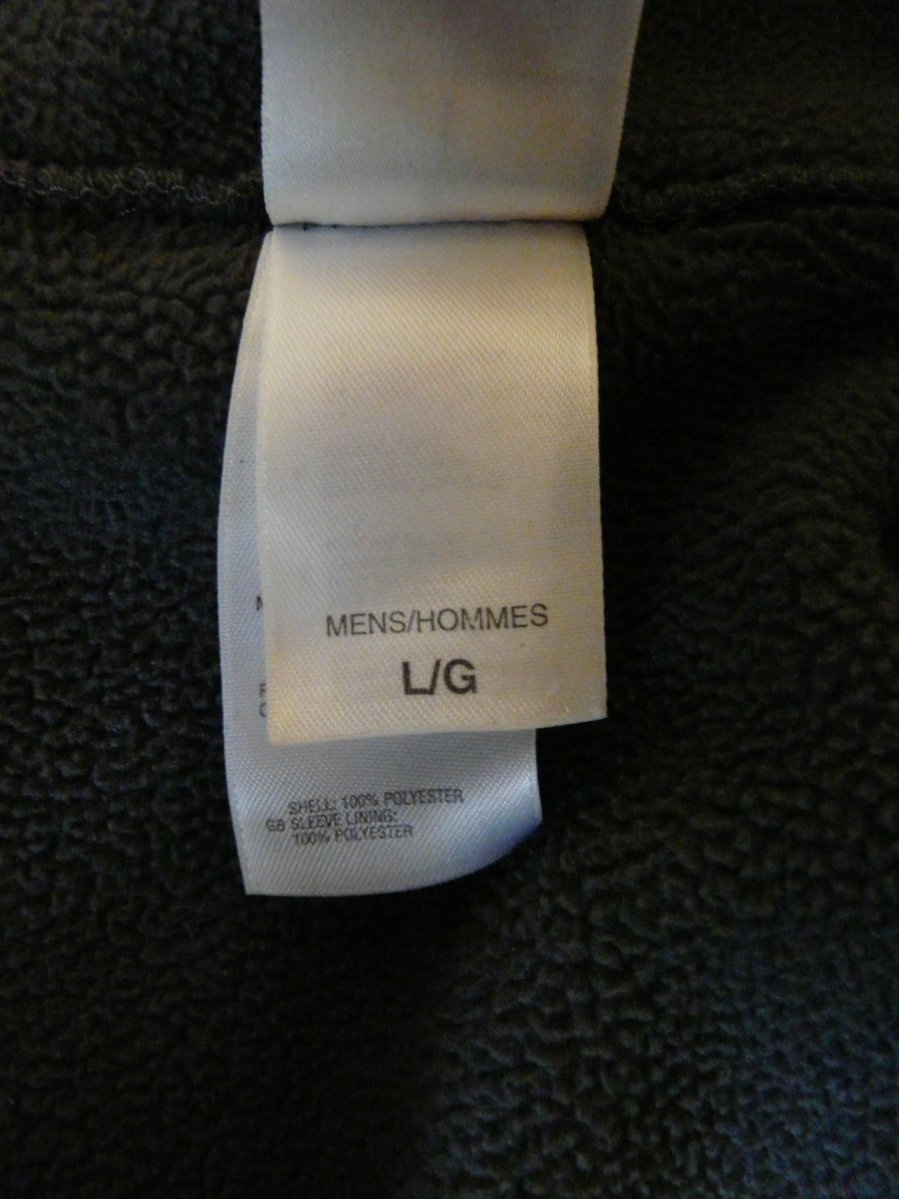 MENS/HOMMES
L/G
SHELL: 100% POLYESTER
GB SLEEVE LINING:
100% POLYESTER